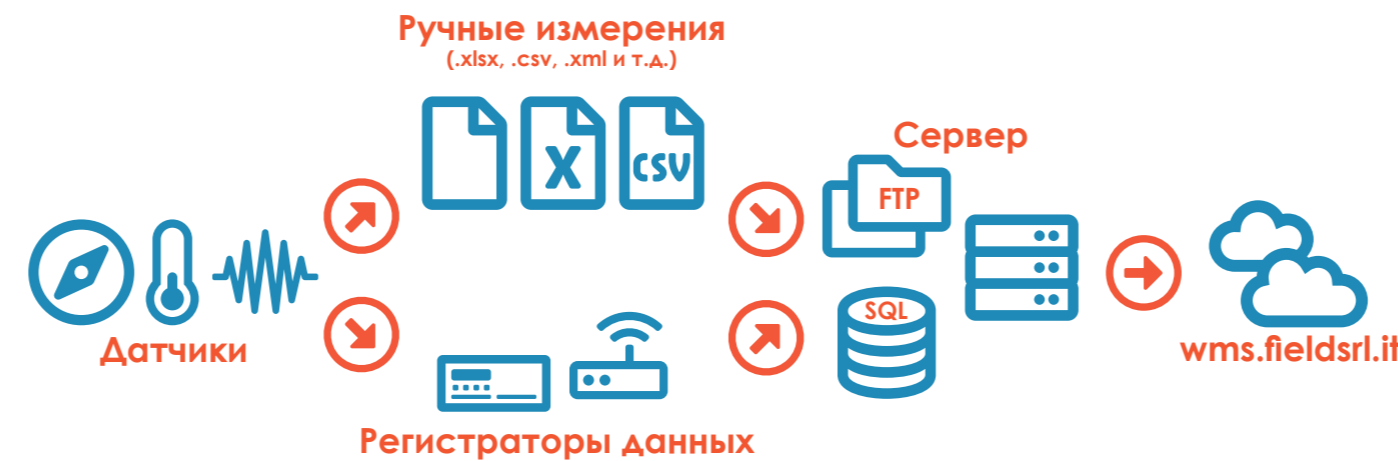 Ручные измерения
(.xlsx, .csv, .xml и т.д.)
X
CSV
Сервер
FTP
SQL
Датчики
wms.fieldsrl.it
Регистраторы данных